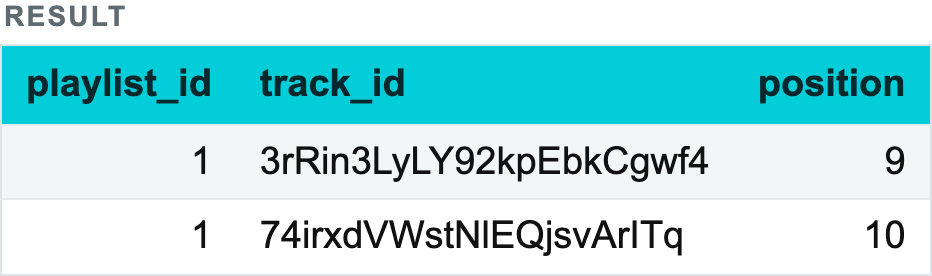 RESULT
playlist_id track_id position
1 3rRin3LyLY92kpEbkCgwf4 9
1 74irxdVWstNlEQjsvArITq 10